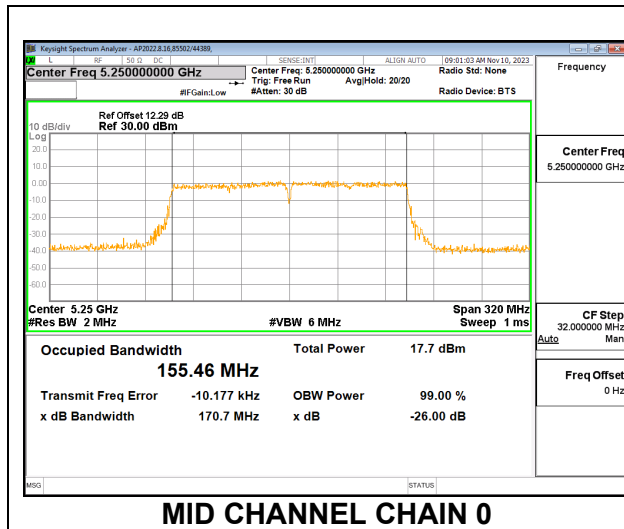 Keysight Spectrum Analyzer - AP2022.8.16,85502/44389,
L RF 50 Ω DC SENSE:INT ALIGN AUTO 09:01:03 AM Nov 10, 2023
Center Freq 5.250000000 GHz
Center Freq: 5.250000000 GHz
Trig: Free Run Avg|Hold: 20/20
#IFGain:Low #Atten: 30 dB
Radio Std: None
Radio Device: BTS
Ref Offset 12.29 dB
10 dB/div Ref 30.00 dBm
Log
20.0
10.0
0.00
-10.0
-20.0
-30.0
-40.0
-50.0
-60.0
Center 5.25 GHz Span 320 MHz
#Res BW 2 MHz #VBW 6 MHz Sweep 1 ms
Occupied Bandwidth Total Power 17.7 dBm
155.46 MHz
Transmit Freq Error -10.177 kHz OBW Power 99.00 %
x dB Bandwidth 170.7 MHz x dB -26.00 dB
MSG STATUS
Frequency
Center Freq
5.250000000 GHz
CF Step
32.000000 MHz
Auto Man
Freq Offset
0 Hz
MID CHANNEL CHAIN 0